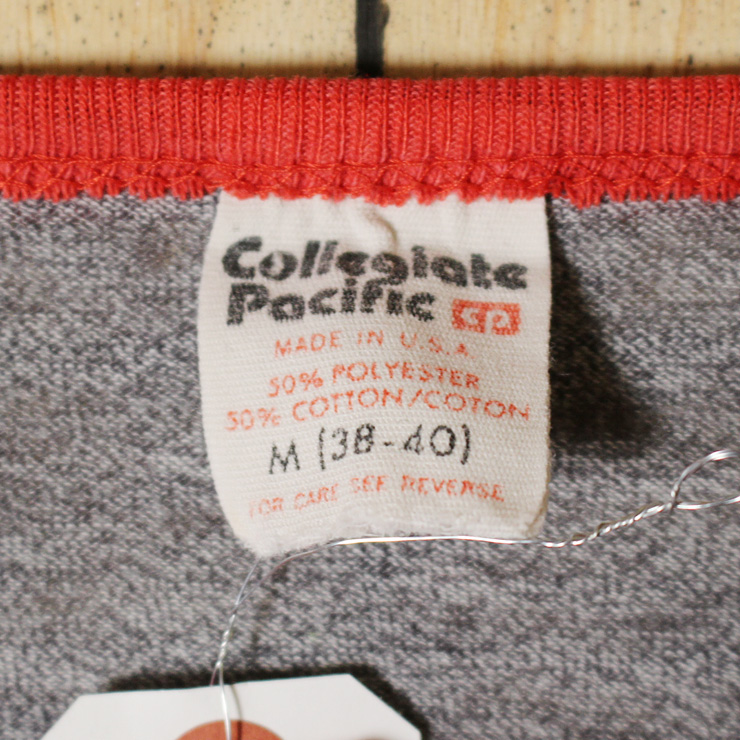 Collegiate
Pacific CP
MADE IN U.S.A.
50% POLYESTER
50% COTTON/COTON
M (38-40)
FOR CARE SEE REVERSE